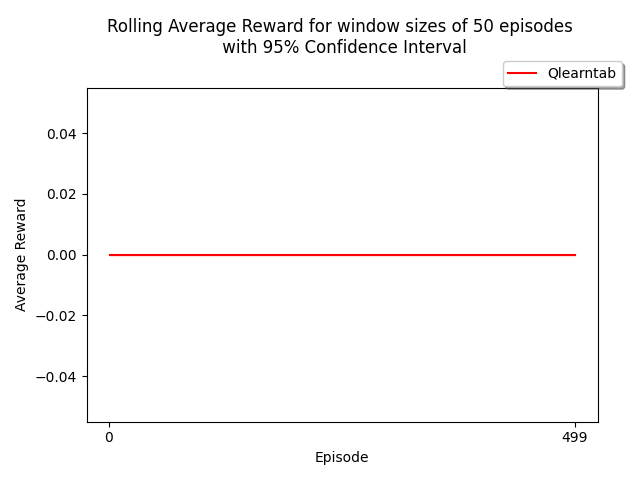 Rolling Average Reward for window sizes of 50 episodes
with 95% Confidence Interval
Qlearntab
0.04
0.02
0.00
−0.02
−0.04
Average Reward
0
499
Episode